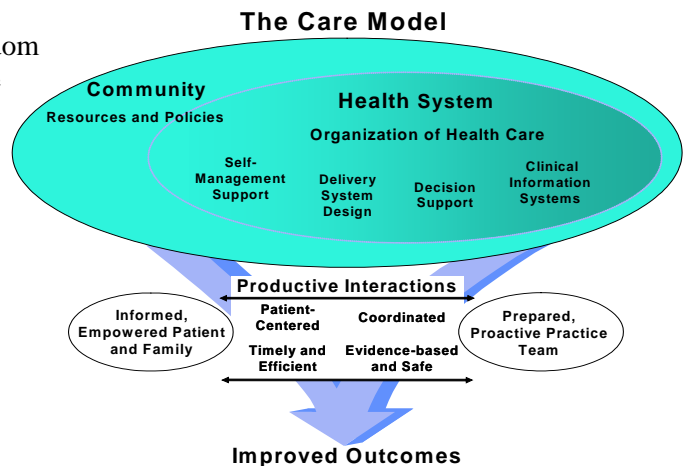 The Care Model
dom
Community
Resources and Policies
Health System
Organization of Health Care
Self-
Management
Support
Delivery
System
Design
Decision
Support
Clinical
Information
Systems
Productive Interactions
Informed,
Empowered Patient
and Family
Patient-
Centered
Coordinated
Timely and
Efficient
Evidence-based
and Safe
Prepared,
Proactive Practice
Team
Improved Outcomes